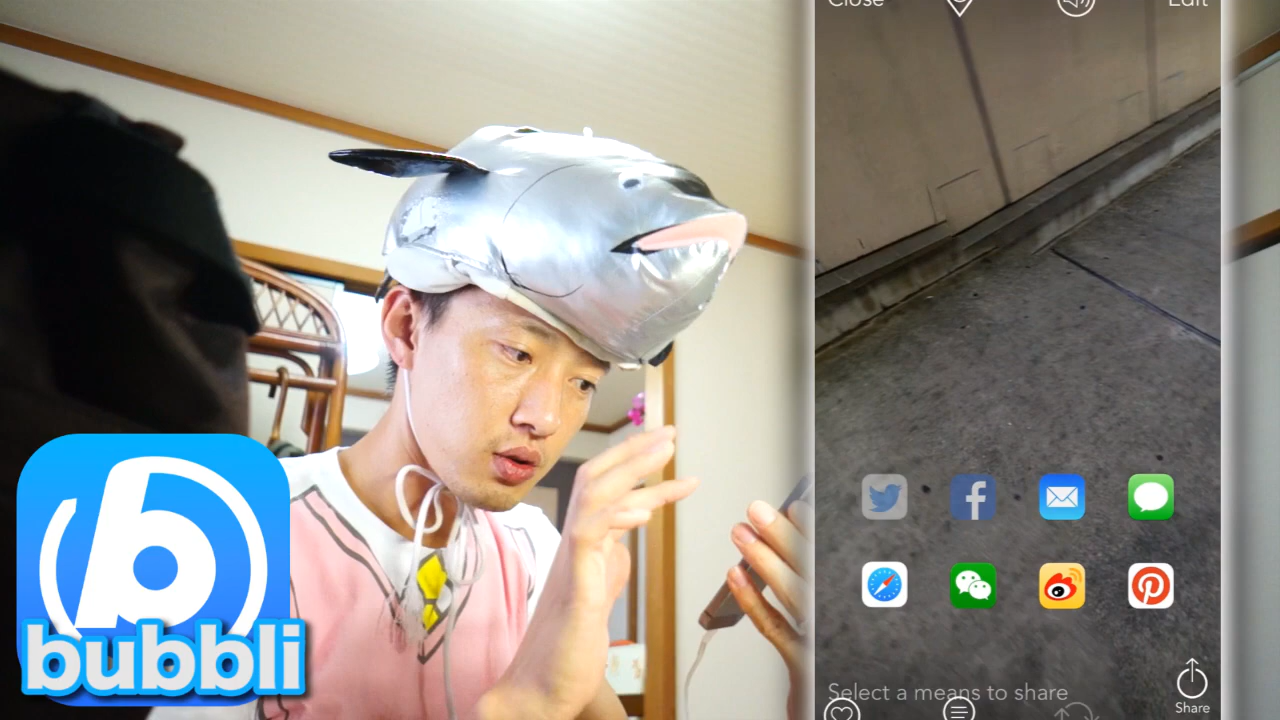 Close
Edit
bubbli
Select a means to share
Share